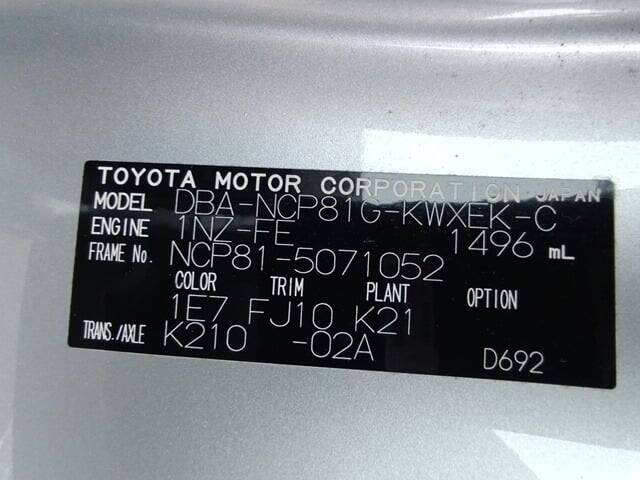 TOYOTA MOTOR CORPORATION JAPAN
MODEL DBA-NCP81G-KWXEK-C
ENGINE 1NZ-FE 1496 mL
FRAME No. NCP81-5071052
COLOR TRIM PLANT OPTION
1E7 FJ10 K21
TRANS./AXLE K210 -02A D692